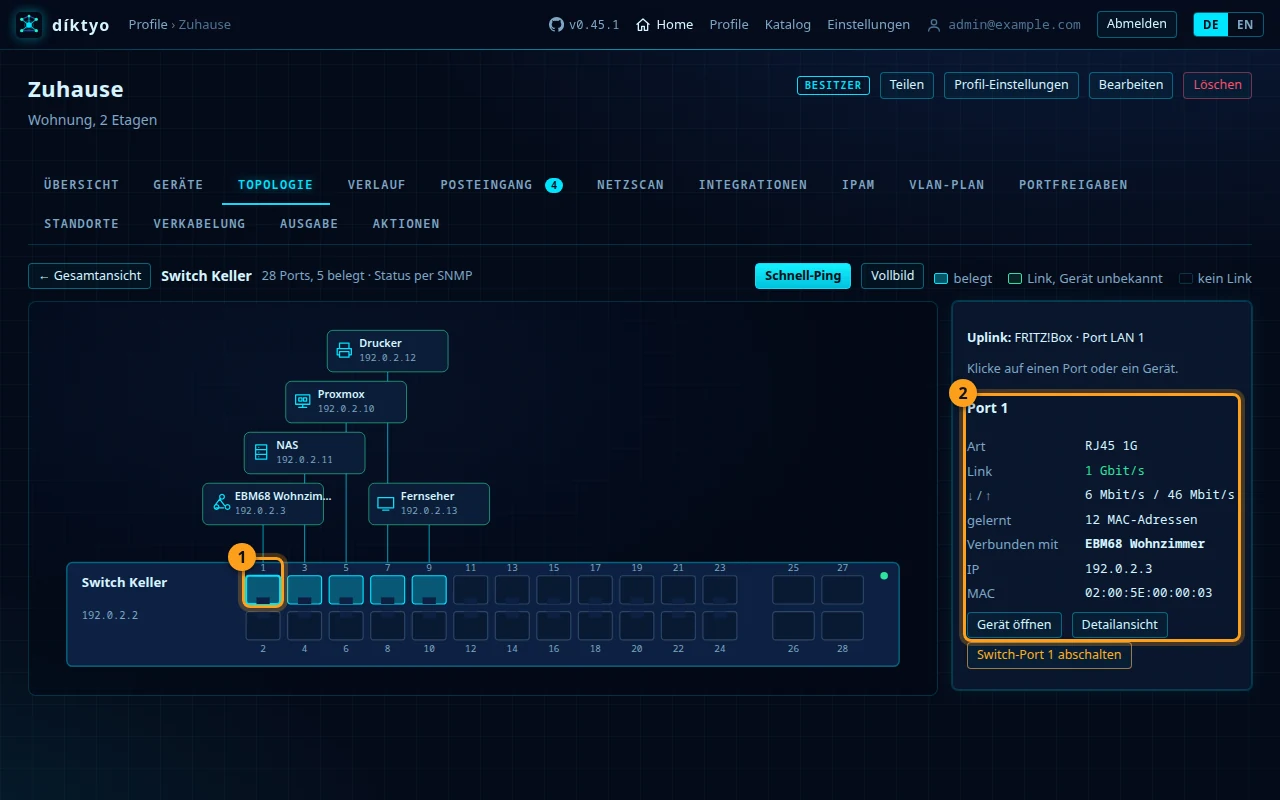 díktyo Profile › Zuhause v0.45.1 Home Profile Katalog Einstellungen admin@example.com Abmelden DE EN
Zuhause BESITZER Teilen Profil-Einstellungen Bearbeiten Löschen
Wohnung, 2 Etagen
ÜBERSICHT GERÄTE TOPOLOGIE VERLAUF POSTEINGANG 4 NETZSCAN INTEGRATIONEN IPAM VLAN-PLAN PORTFREIGABEN
STANDORTE VERKABELUNG AUSGABE AKTIONEN
← Gesamtansicht Switch Keller 28 Ports, 5 belegt · Status per SNMP Schnell-Ping Vollbild belegt Link, Gerät unbekannt kein Link
Drucker
192.0.2.12
Proxmox
192.0.2.10
NAS
192.0.2.11
EBM68 Wohnzim...
192.0.2.3
Fernseher
192.0.2.13
1
1 3 5 7 9 11 13 15 17 19 21 23 25 27
Switch Keller
192.0.2.2
2 4 6 8 10 12 14 16 18 20 22 24 26 28
Uplink: FRITZ!Box · Port LAN 1
Klicke auf einen Port oder ein Gerät.
2
Port 1
Art RJ45 1G
Link 1 Gbit/s
↓ / ↑ 6 Mbit/s / 46 Mbit/s
gelernt 12 MAC-Adressen
Verbunden mit EBM68 Wohnzimmer
IP 192.0.2.3
MAC 02:00:5E:00:00:03
Gerät öffnen Detailansicht
Switch-Port 1 abschalten